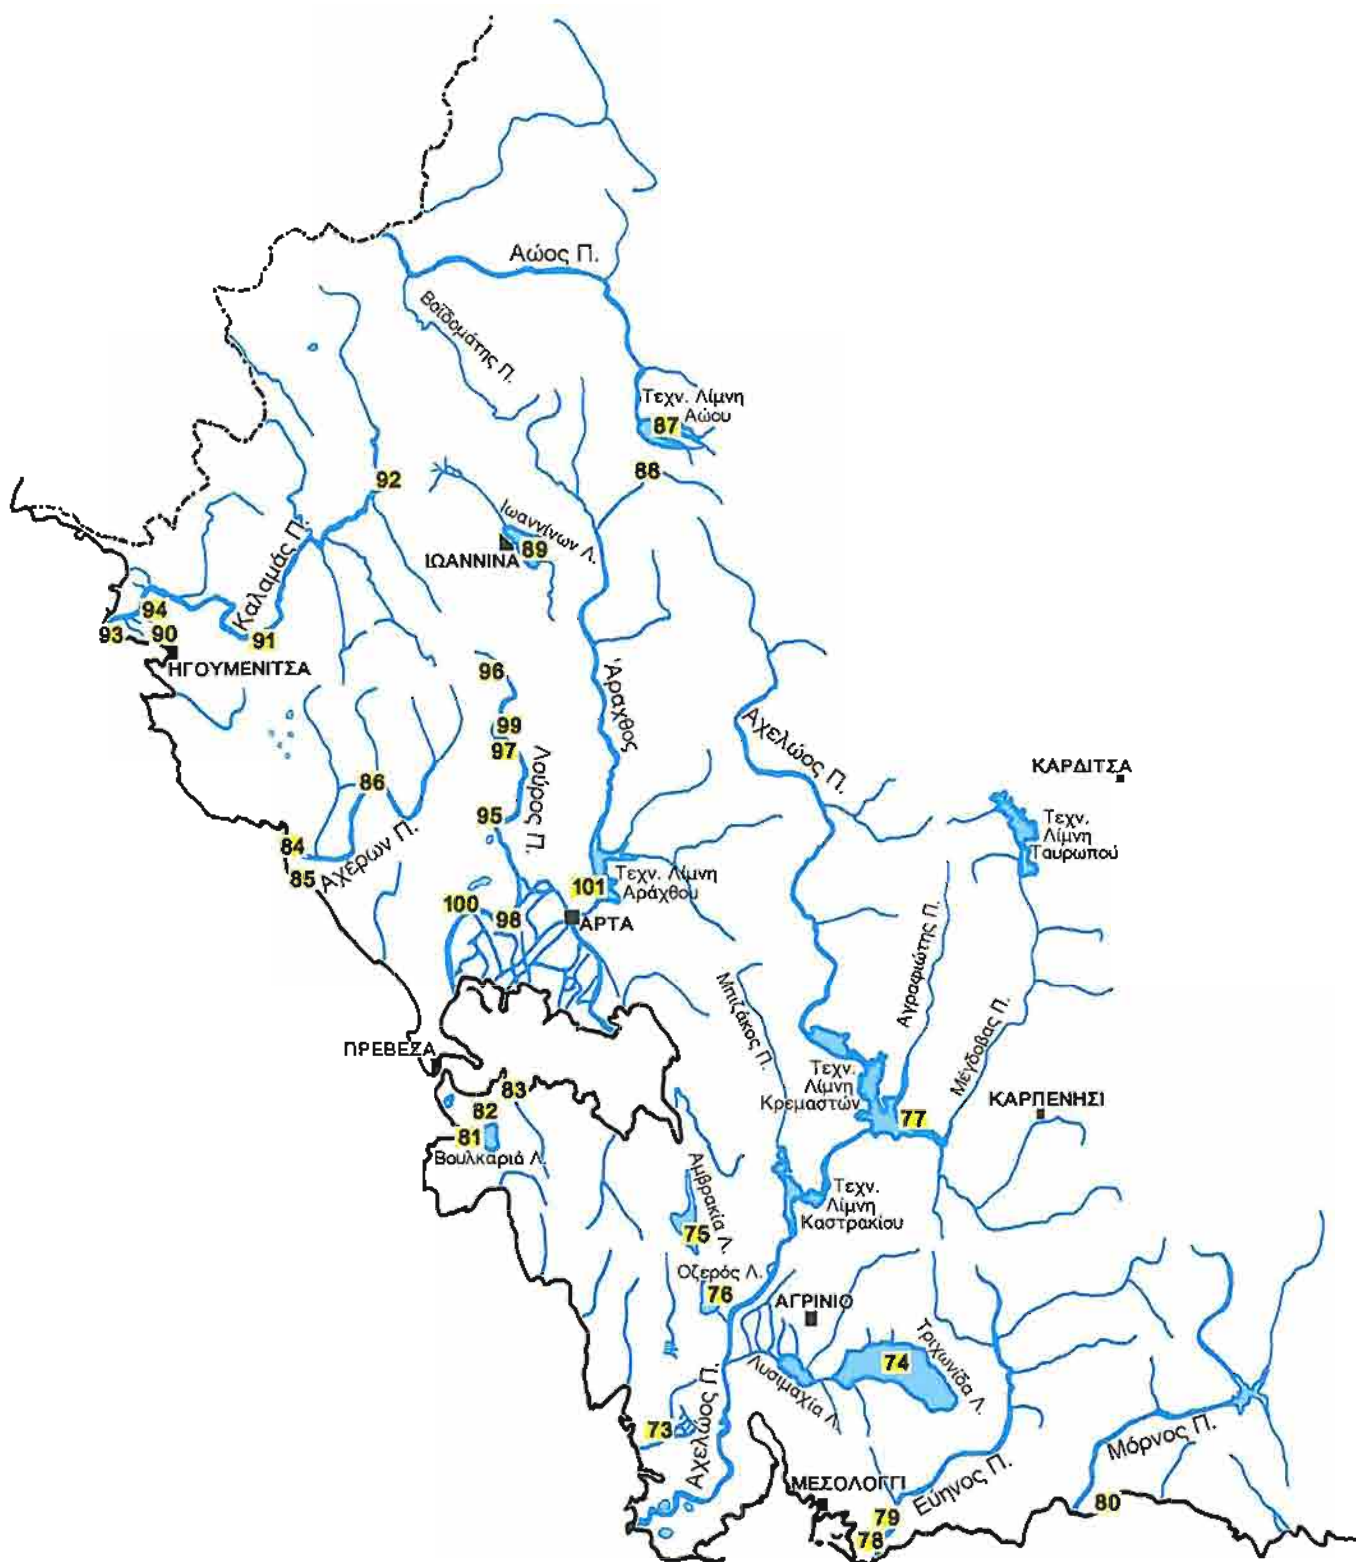 Αώος Π.
Βοϊδομάτης Π.
Τεχν. Λίμνη
Αώου
87
88
92
Ιωαννίνων Λ.
ΙΩΑΝΝΙΝΑ
89
Καλαμάς Π.
94
93
90
91
ΗΓΟΥΜΕΝΙΤΣΑ
96
99
97
Λούρος Π.
Άραχθος
Αχελώος Π.
ΚΑΡΔΙΤΣΑ
86
95
84
85
Αχέρων Π.
Τεχν.
Λίμνη
Ταυρωπού
101
Τεχν. Λίμνη
Αράχθου
100
98
ΑΡΤΑ
Αγραφιώτης Π.
Μπιζάκος Π.
Μέγδοβας Π.
ΠΡΕΒΕΖΑ
83
82
81
Βουλκαριά Λ.
Τεχν.
Λίμνη
Κρεμαστών
77
ΚΑΡΠΕΝΗΣΙ
Αμβρακία Λ.
75
Τεχν.
Λίμνη
Καστρακίου
Οζερός Λ.
76
ΑΓΡΙΝΙΟ
74
Τριχωνίδα Λ.
Λυσιμαχία Λ.
73
Αχελώος Π.
ΜΕΣΟΛΟΓΓΙ
Εύηνος Π.
Μόρνος Π.
79
78
80